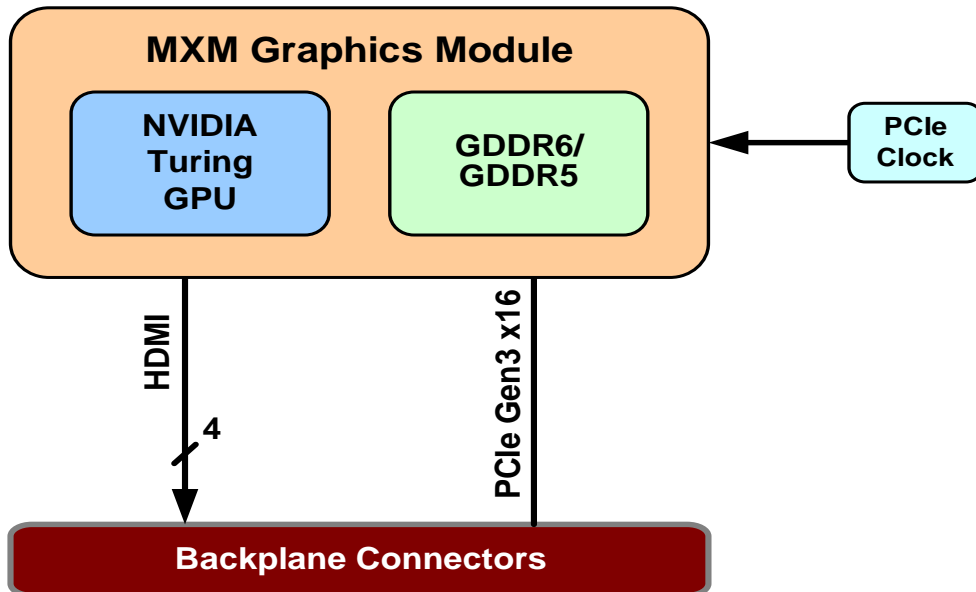 MXM Graphics Module
NVIDIA
Turing
GPU
GDDR6/
GDDR5
PCIe
Clock
HDMI
4
PCIe Gen3 x16
Backplane Connectors